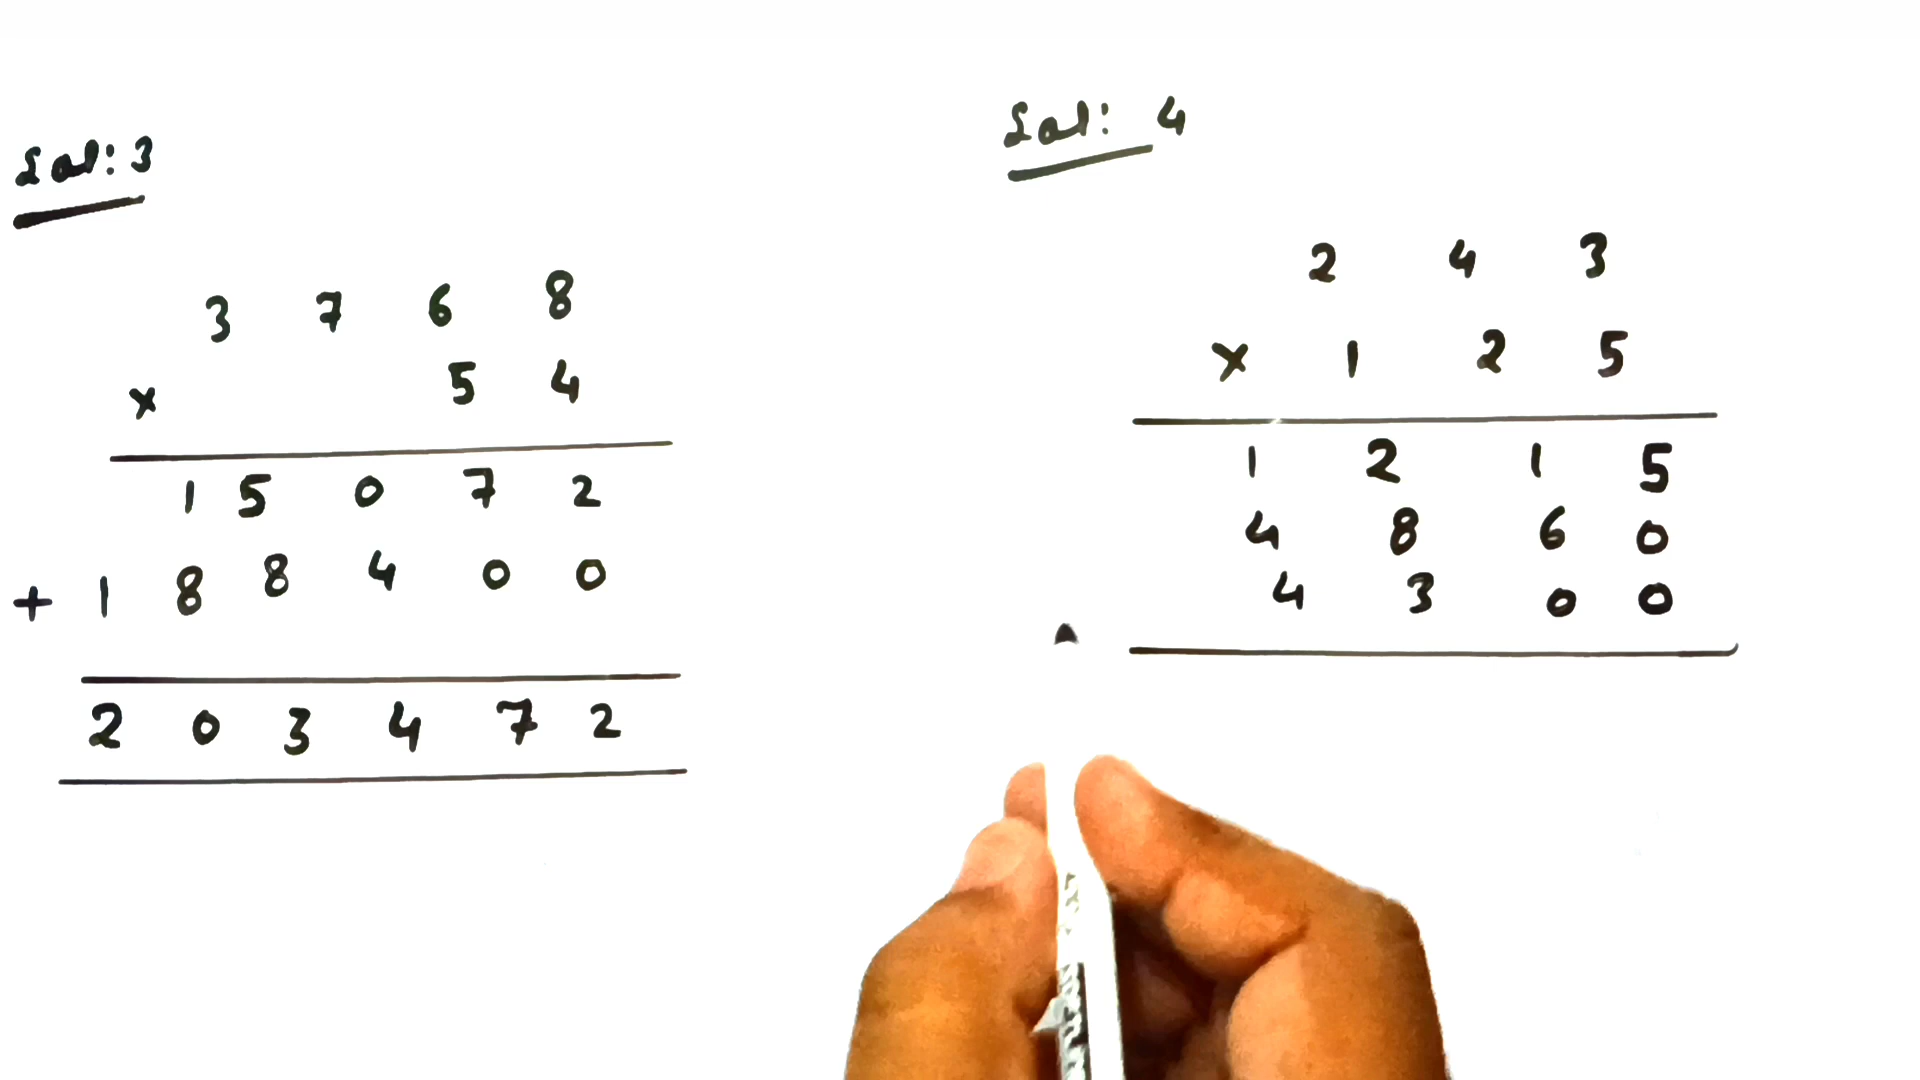 Sol: 3
3 7 6 8
x 5 4
1 5 0 7 2
+ 1 8 8 4 0 0
2 0 3 4 7 2
Sol: 4
2 4 3
x 1 2 5
1 2 1 5
4 8 6 0
4 3 0 0